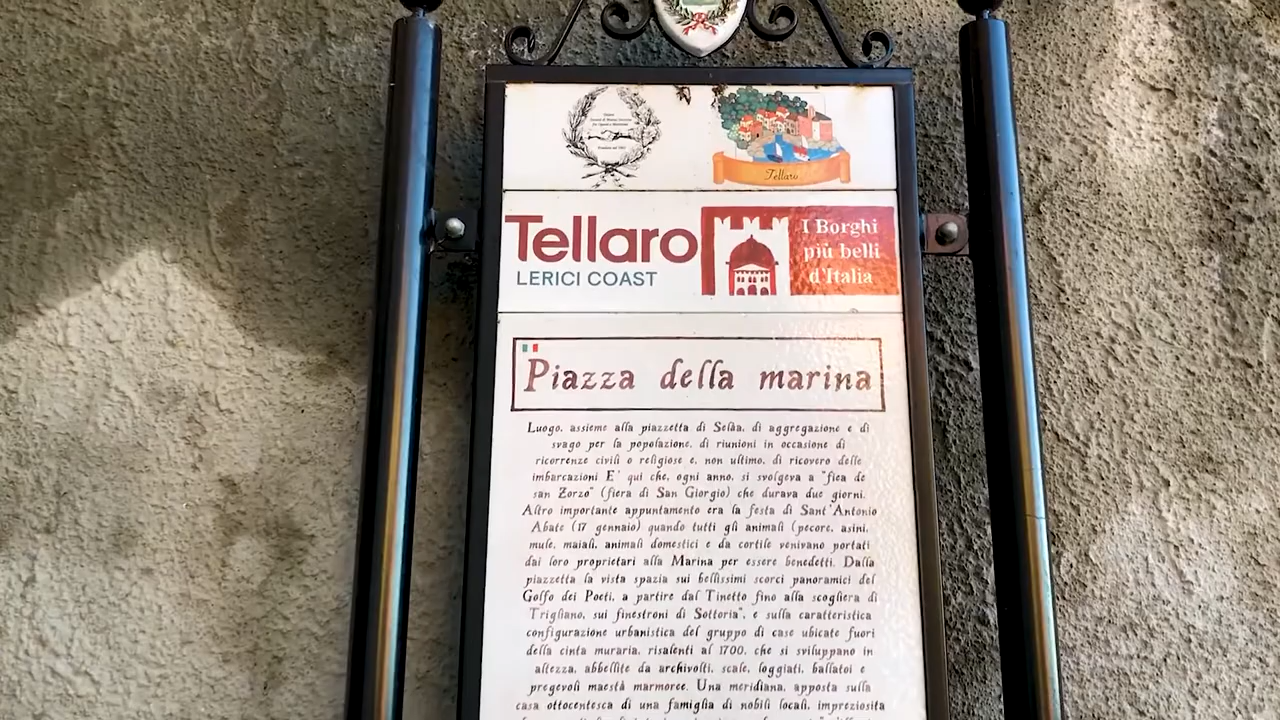 Tellaro
Tellaro
LERICI COAST
I Borghi
più belli
d'Italia
Piazza della marina
Luogo, assieme alla piazzetta di Selàa, di aggregazione e di
svago per la popolazione, di riunioni in occasione di
ricorrenze civili o religiose e, non ultimo, di ricovero delle
imbarcazioni E' qui che, ogni anno, si svolgeva a "fiea de
san Zorzo" (fiera di San Giorgio) che durava due giorni.
Altro importante appuntamento era la festa di Sant'Antonio
Abate (17 gennaio) quando tutti gli animali (pecore, asini,
mule, maiali, animali domestici e da cortile venivano portati
dai loro proprietari alla Marina per essere benedetti. Dalla
piazzetta la vista spazia sui bellissimi scorci panoramici del
Golfo dei Poeti, a partire dal Tinetto fino alla scogliera di
Trigliano, sui finestroni di Sottoria", e sulla caratteristica
configurazione urbanistica del gruppo di case ubicate fuori
della cinta muraria, risalenti al 1700, che si sviluppano in
altezza, abbellite da archivolti, scale, loggiati, ballatoi e
pregevoli maestà marmoree. Una meridiana, apposta sulla
casa ottocentesca di una famiglia di nobili locali, impreziosita